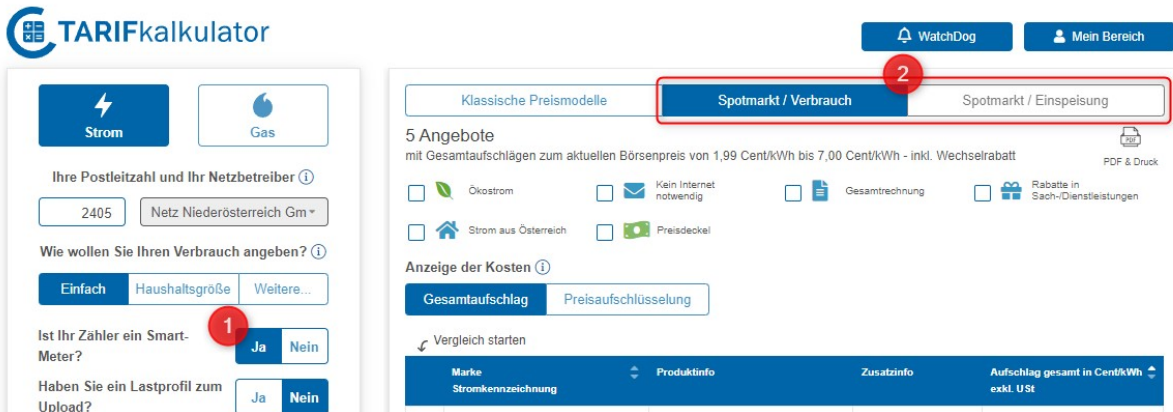 TARIFkalkulator
WatchDog
Mein Bereich
Strom
Gas
Ihre Postleitzahl und Ihr Netzbetreiber
2405
Netz Niederösterreich Gm
Wie wollen Sie Ihren Verbrauch angeben?
Einfach
Haushaltsgröße
Weitere...
1
Ist Ihr Zähler ein Smart-
Meter?
Ja
Nein
Haben Sie ein Lastprofil zum
Upload?
Ja
Nein
2
Klassische Preismodelle
Spotmarkt / Verbrauch
Spotmarkt / Einspeisung
5 Angebote
mit Gesamtaufschlägen zum aktuellen Börsenpreis von 1,99 Cent/kWh bis 7,00 Cent/kWh - inkl. Wechselrabatt
PDF
PDF & Druck
Ökostrom
Kein Internet
notwendig
Gesamtrechnung
Rabatte in
Sach-/Dienstleistungen
Strom aus Österreich
Preisdeckel
Anzeige der Kosten
Gesamtaufschlag
Preisaufschlüsselung
Vergleich starten
Marke
Stromkennzeichnung
Produktinfo
Zusatzinfo
Aufschlag gesamt in Cent/kWh
exkl. USt